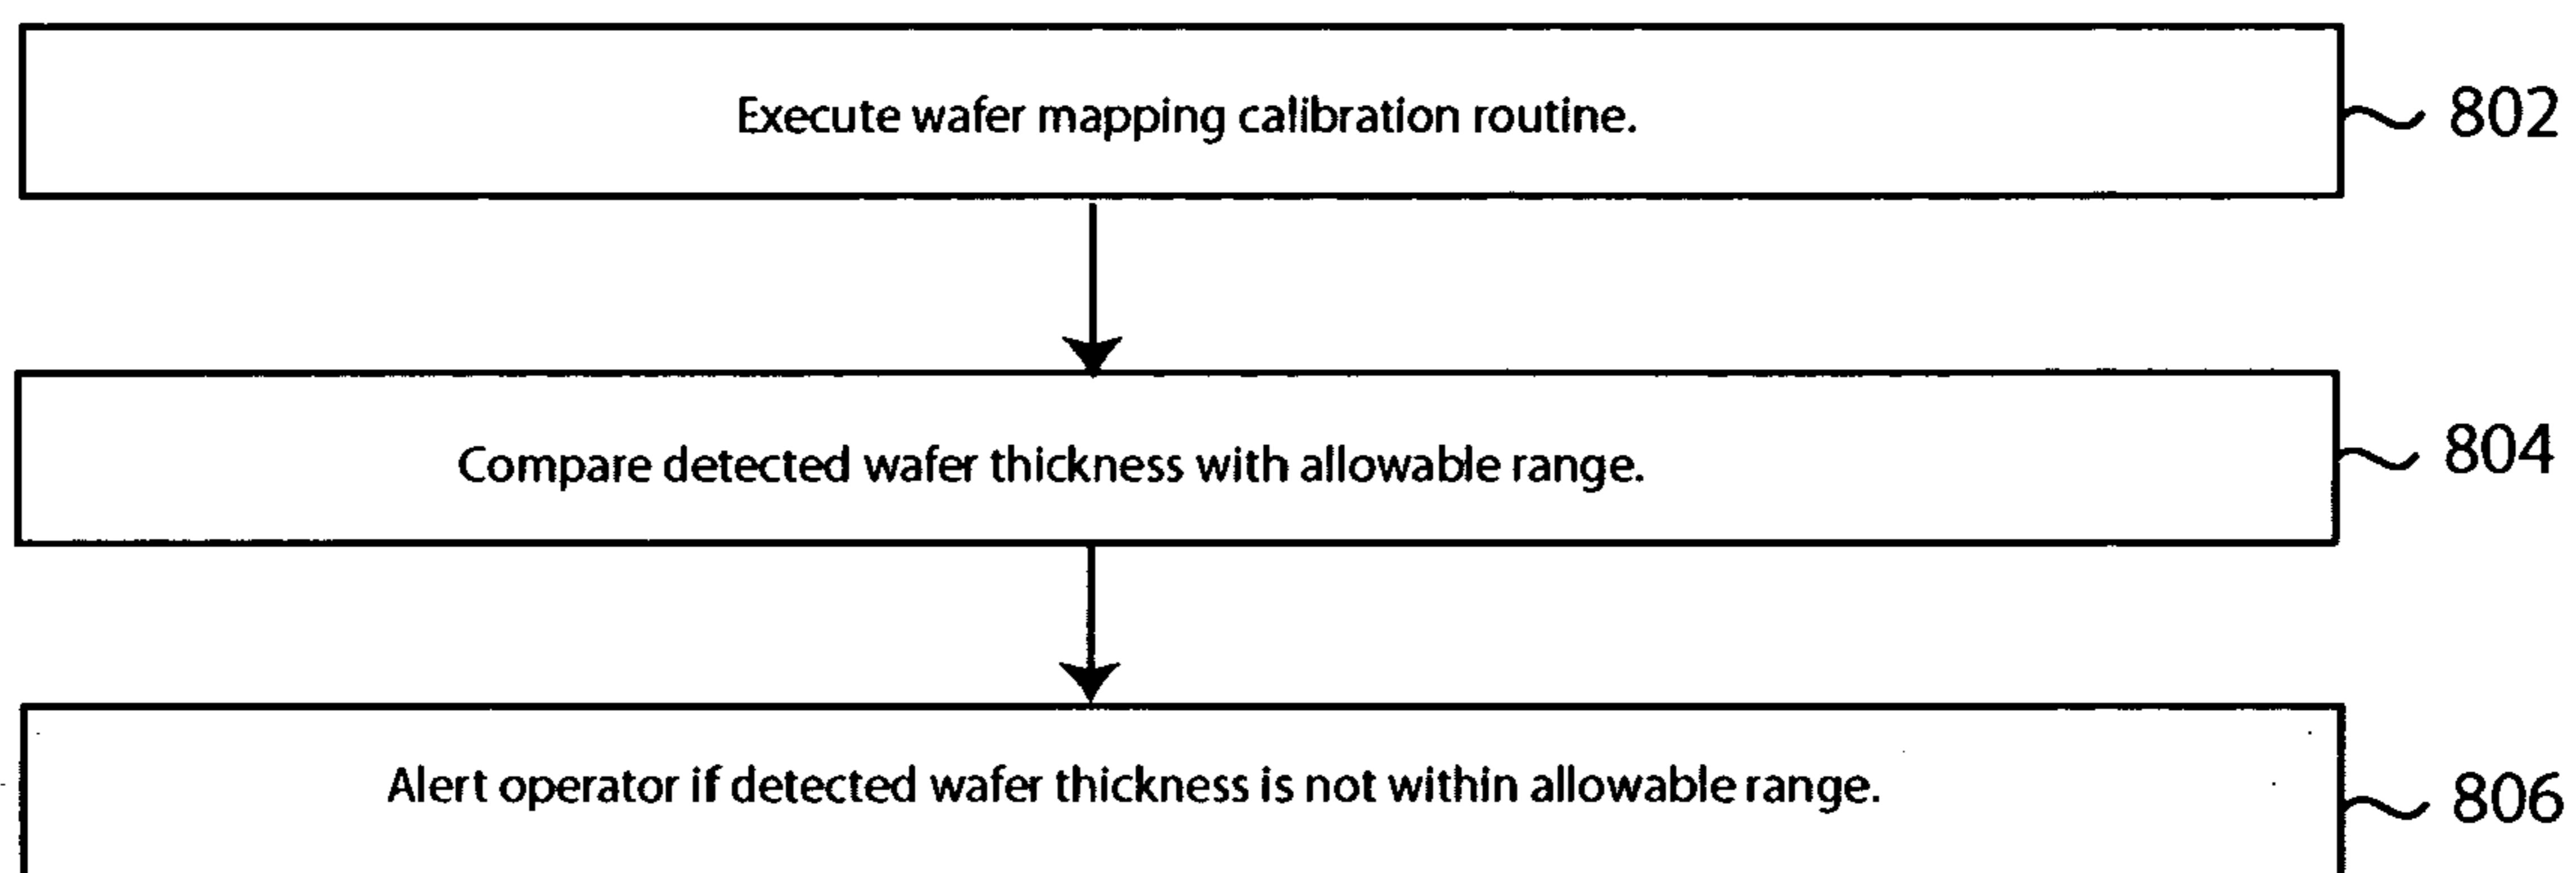 Execute wafer mapping calibration routine.
802
Compare detected wafer thickness with allowable range.
804
Alert operator if detected wafer thickness is not within allowable range.
806